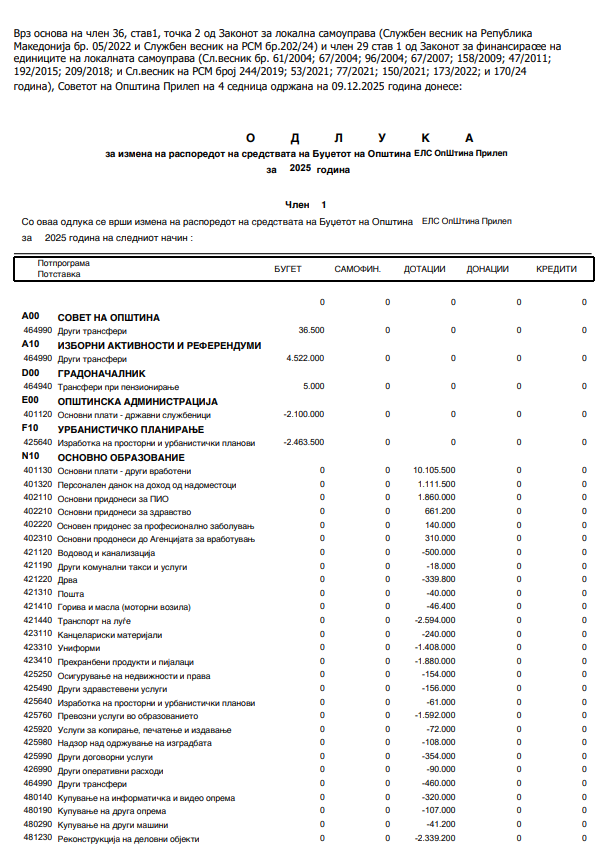 Врз основа на член 36, став1, точка 2 од Законот за локална самоуправа (Службен весник на Република
Македонија бр. 05/2022 и Службен весник на РСМ бр.202/24) и член 29 став 1 од Законот за финансирaœe на
единиците на локалната самоуправа (Сл.весник бр. 61/2004; 67/2004; 96/2004; 67/2007; 158/2009; 47/2011;
192/2015; 209/2018; и Сл.весник на РСМ број 244/2019; 53/2021; 77/2021; 150/2021; 173/2022; и 170/24
година), Советот на Општина Прилеп на 4 седница одржана на 09.12.2025 година донесе:
О Д Л У К А
за измена на распоредот на средствата на Буџетот на Општина ЕЛС ОпШтина Прилеп
за 2025 година
Член 1
Со оваа одлука се врши измена на распоредот на средствата на Буџетот на Општина ЕЛС ОпШтина Прилеп
за 2025 година на следниот начин :
Потпрограма
Потставка БУГЕТ САМОФИН. ДОТАЦИИ ДОНАЦИИ КРЕДИТИ
0 0 0 0 0
A00 СОВЕТ НА ОПШТИНА
464990 Други трансфери 36.500 0 0 0 0
A10 ИЗБОРНИ АКТИВНОСТИ И РЕФЕРЕНДУМИ
464990 Други трансфери 4.522.000 0 0 0 0
D00 ГРАДОНАЧАЛНИК
464940 Трансфери при пензионирање 5.000 0 0 0 0
E00 ОПШТИНСКА АДМИНИСТРАЦИЈА
401120 Основни плати - државни службеници -2.100.000 0 0 0 0
F10 УРБАНИСТИЧКО ПЛАНИРАЊЕ
425640 Изработка на просторни и урбанистички планови -2.463.500 0 0 0 0
N10 ОСНОВНО ОБРАЗОВАНИЕ
401130 Основни плати - други вработени 0 0 10.105.500 0 0
401320 Персонален данок на доход од надоместоци 0 0 1.111.500 0 0
402110 Основни придонеси за ПИО 0 0 1.860.000 0 0
402210 Основни придонеси за здравство 0 0 661.200 0 0
402220 Основен придонес за професионално заболувањ 0 0 140.000 0 0
402310 Основни продонеси до Агенцијата за вработувањ 0 0 310.000 0 0
421120 Водовод и канализација 0 0 -500.000 0 0
421190 Други комунални такси и услуги 0 0 -18.000 0 0
421220 Дрва 0 0 -339.800 0 0
421310 Пошта 0 0 -40.000 0 0
421410 Горива и масла (моторни возила) 0 0 -46.400 0 0
421440 Транспорт на луѓе 0 0 -2.594.000 0 0
423110 Канцелариски материјали 0 0 -240.000 0 0
423310 Униформи 0 0 -1.408.000 0 0
423410 Прехранбени продукти и пијалаци 0 0 -1.880.000 0 0
425250 Осигурување на недвижности и права 0 0 -154.000 0 0
425490 Други здравствени услуги 0 0 -156.000 0 0
425640 Изработка на просторни и урбанистички планови 0 0 -61.000 0 0
425760 Превозни услуги во образованието 0 0 -1.592.000 0 0
425920 Услуги за копирање, печатење и издавање 0 0 -72.000 0 0
425980 Надзор над одржување на изградбата 0 0 -108.000 0 0
425990 Други договорни услуги 0 0 -354.000 0 0
426990 Други оперативни расходи 0 0 -90.000 0 0
464990 Други трансфери 0 0 -460.000 0 0
480140 Купување на информатичка и видео опрема 0 0 -320.000 0 0
480190 Купување на друга опрема 0 0 -107.000 0 0
480290 Купување на други машини 0 0 -41.200 0 0
481230 Реконструкција на деловни објекти 0 0 -2.339.200 0 0